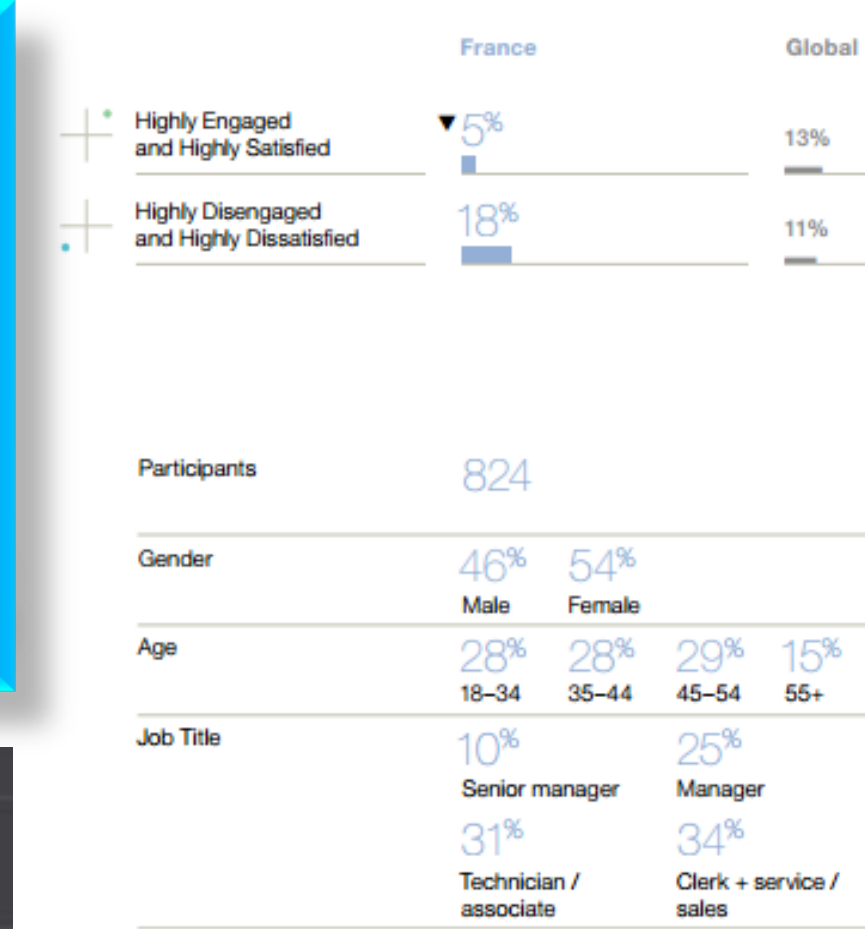 France Global
Highly Engaged
and Highly Satisfied
▼5% 13%
Highly Disengaged
and Highly Dissatisfied
18% 11%
Participants 824
Gender 46% 54%
Male Female
Age 28% 28% 29% 15%
18–34 35–44 45–54 55+
Job Title 10% 25%
Senior manager Manager
31% 34%
Technician / Clerk + service /
associate sales